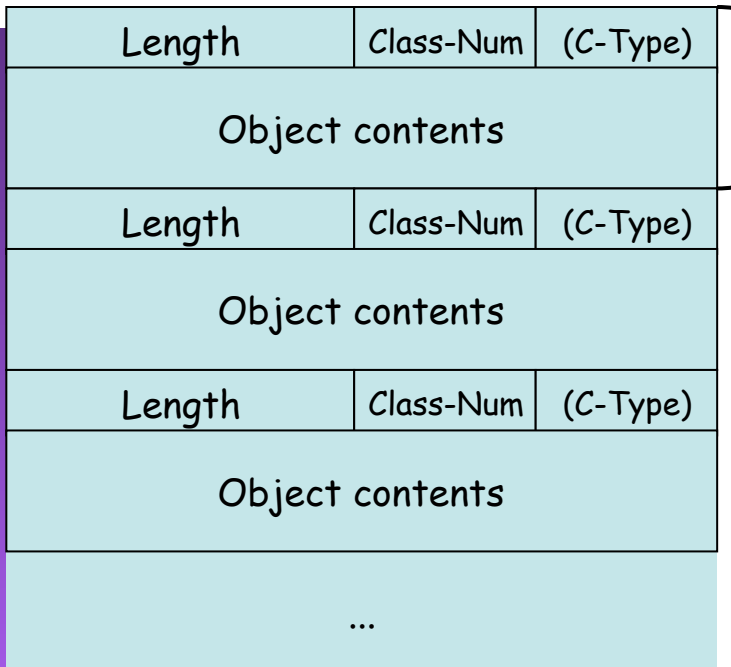 Length Class-Num (C-Type)
Object contents
Length Class-Num (C-Type)
Object contents
Length Class-Num (C-Type)
Object contents
...